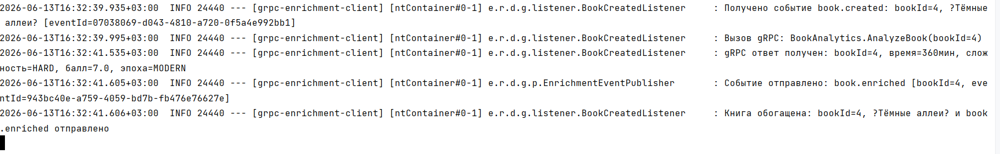 2026-06-13T16:32:39.935+03:00  INFO 24440 --- [grpc-enrichment-client] [ntContainer#0-1] e.r.d.g.listener.BookCreatedListener     : Получено событие book.created: bookId=4, ?Тёмные
 аллеи? [eventId=07038069-d043-4810-a720-0f5a4e992bb1]
2026-06-13T16:32:39.995+03:00  INFO 24440 --- [grpc-enrichment-client] [ntContainer#0-1] e.r.d.g.listener.BookCreatedListener     : Вызов gRPC: BookAnalytics.AnalyzeBook(bookId=4)
2026-06-13T16:32:41.535+03:00  INFO 24440 --- [grpc-enrichment-client] [ntContainer#0-1] e.r.d.g.listener.BookCreatedListener     : gRPC ответ получен: bookId=4, время=360мин, слож
ность=HARD, балл=7.0, эпоха=MODERN
2026-06-13T16:32:41.605+03:00  INFO 24440 --- [grpc-enrichment-client] [ntContainer#0-1] e.r.d.g.p.EnrichmentEventPublisher       : Событие отправлено: book.enriched [bookId=4, eve
ntId=943bc40e-a759-4059-bd7b-fb476e76627e]
2026-06-13T16:32:41.606+03:00  INFO 24440 --- [grpc-enrichment-client] [ntContainer#0-1] e.r.d.g.listener.BookCreatedListener     : Книга обогащена: bookId=4, ?Тёмные аллеи? и book
.enriched отправлено